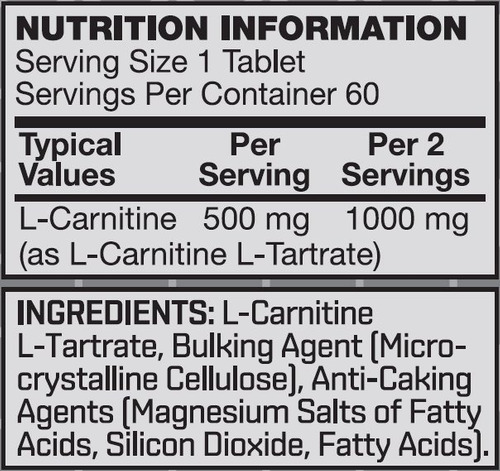 NUTRITION INFORMATION
Serving Size 1 Tablet
Servings Per Container 60
Typical Values Per Serving Per 2 Servings
L-Carnitine 500 mg 1000 mg
(as L-Carnitine L-Tartrate)
INGREDIENTS: L-Carnitine
L-Tartrate, Bulking Agent (Micro-
crystalline Cellulose), Anti-Caking
Agents (Magnesium Salts of Fatty
Acids, Silicon Dioxide, Fatty Acids).